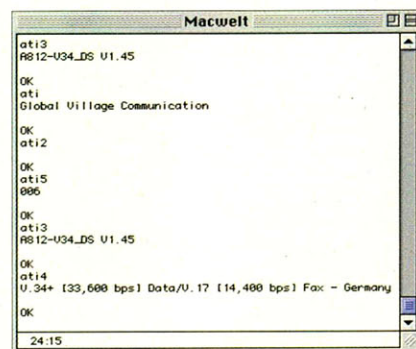 Macwelt
ati3
A812-V34_DS V1.45
OK
ati
Global Village Communication
OK
ati2
OK
ati5
006
OK
ati3
A812-V34_DS V1.45
OK
ati4
V.34+ [33,600 bps] Data/V.17 [14,400 bps] Fax - Germany
OK
24:15